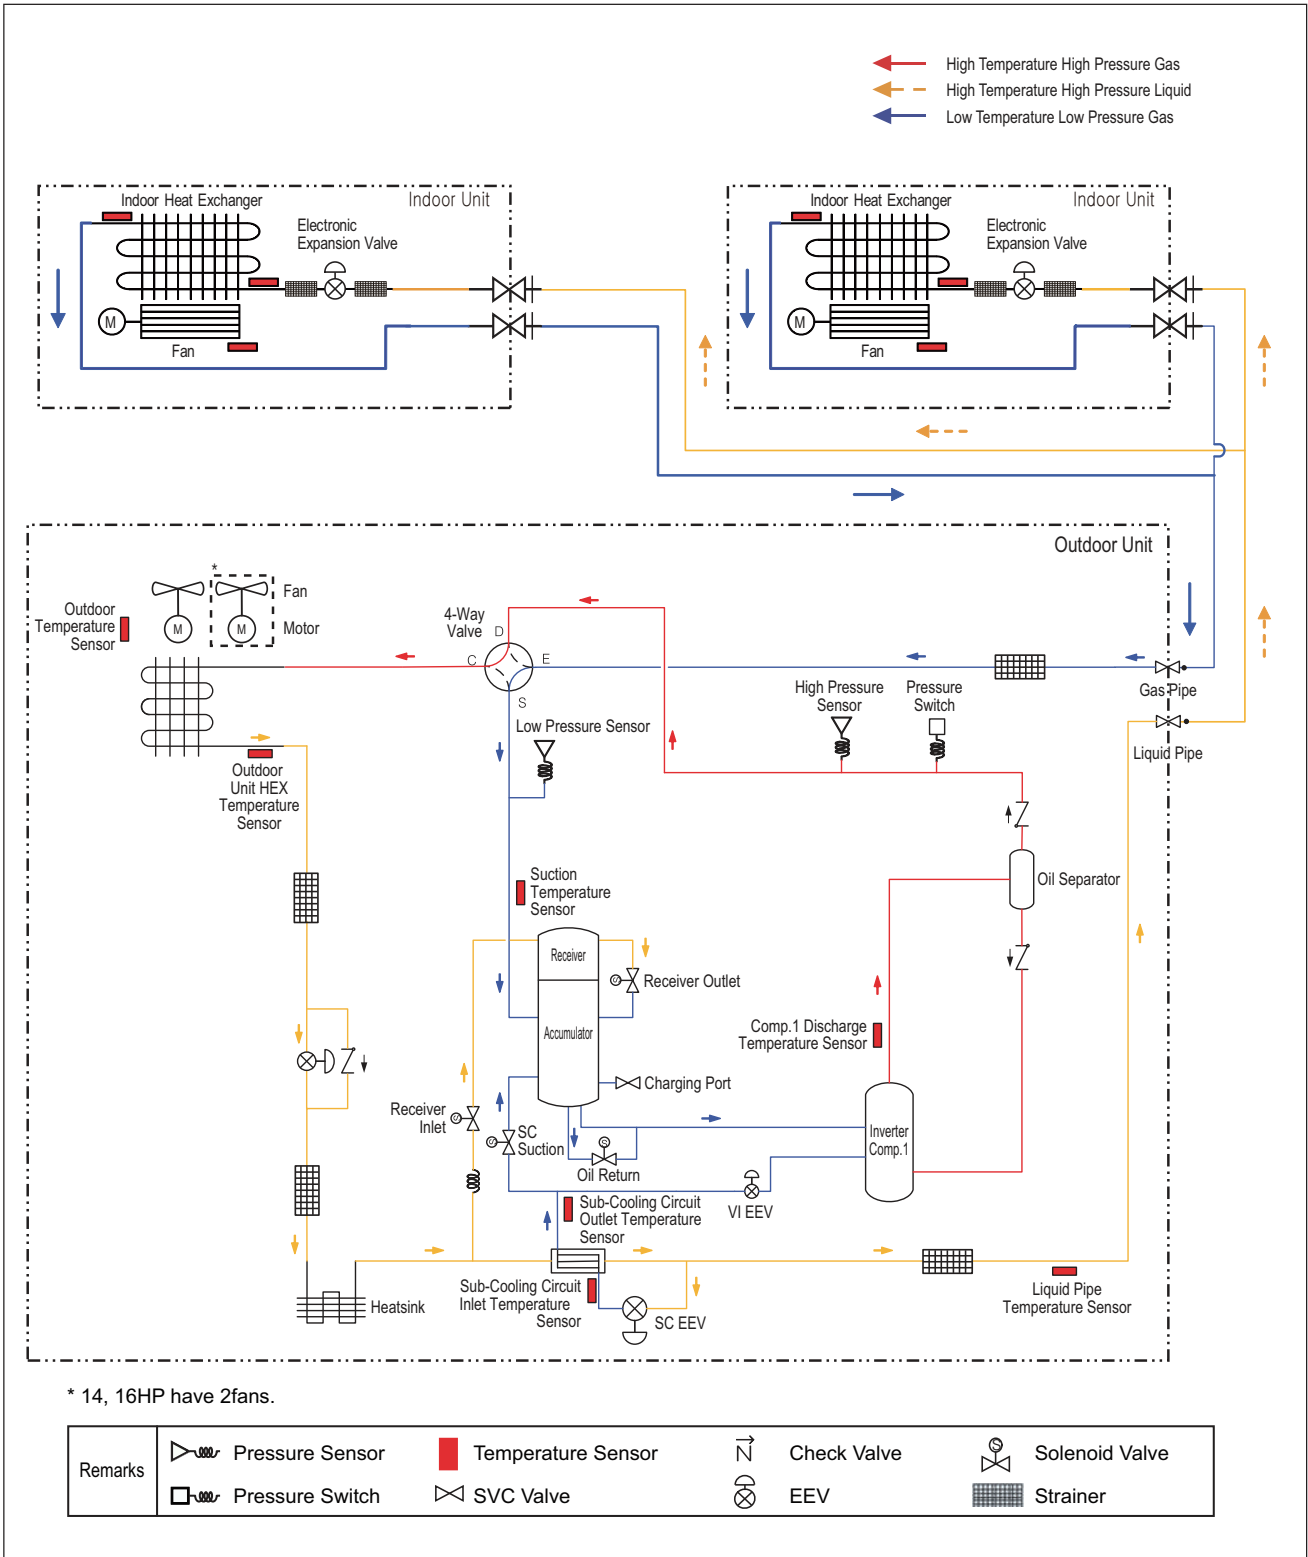 High Temperature High Pressure Gas
High Temperature High Pressure Liquid
Low Temperature Low Pressure Gas
Indoor Heat Exchanger
Indoor Unit
Electronic
Expansion Valve
M
Fan
Indoor Heat Exchanger
Indoor Unit
Electronic
Expansion Valve
M
Fan
Outdoor Unit
*
Fan
Motor
M
M
Outdoor
Temperature
Sensor
4-Way
Valve
D
C
E
S
Gas Pipe
Liquid Pipe
High Pressure
Sensor
Pressure
Switch
Low Pressure Sensor
Outdoor
Unit HEX
Temperature
Sensor
Suction
Temperature
Sensor
Oil Separator
Receiver
S
Receiver Outlet
Accumulator
Comp.1 Discharge
Temperature Sensor
Charging Port
Receiver
Inlet
S
S
SC
Suction
S
Oil Return
Inverter
Comp.1
VI EEV
Sub-Cooling Circuit
Outlet Temperature
Sensor
Sub-Cooling Circuit
Inlet Temperature
Sensor
SC EEV
Heatsink
Liquid Pipe
Temperature Sensor
* 14, 16HP have 2fans.
Remarks
Pressure Sensor
Temperature Sensor
Check Valve
S
Solenoid Valve
Pressure Switch
SVC Valve
EEV
Strainer